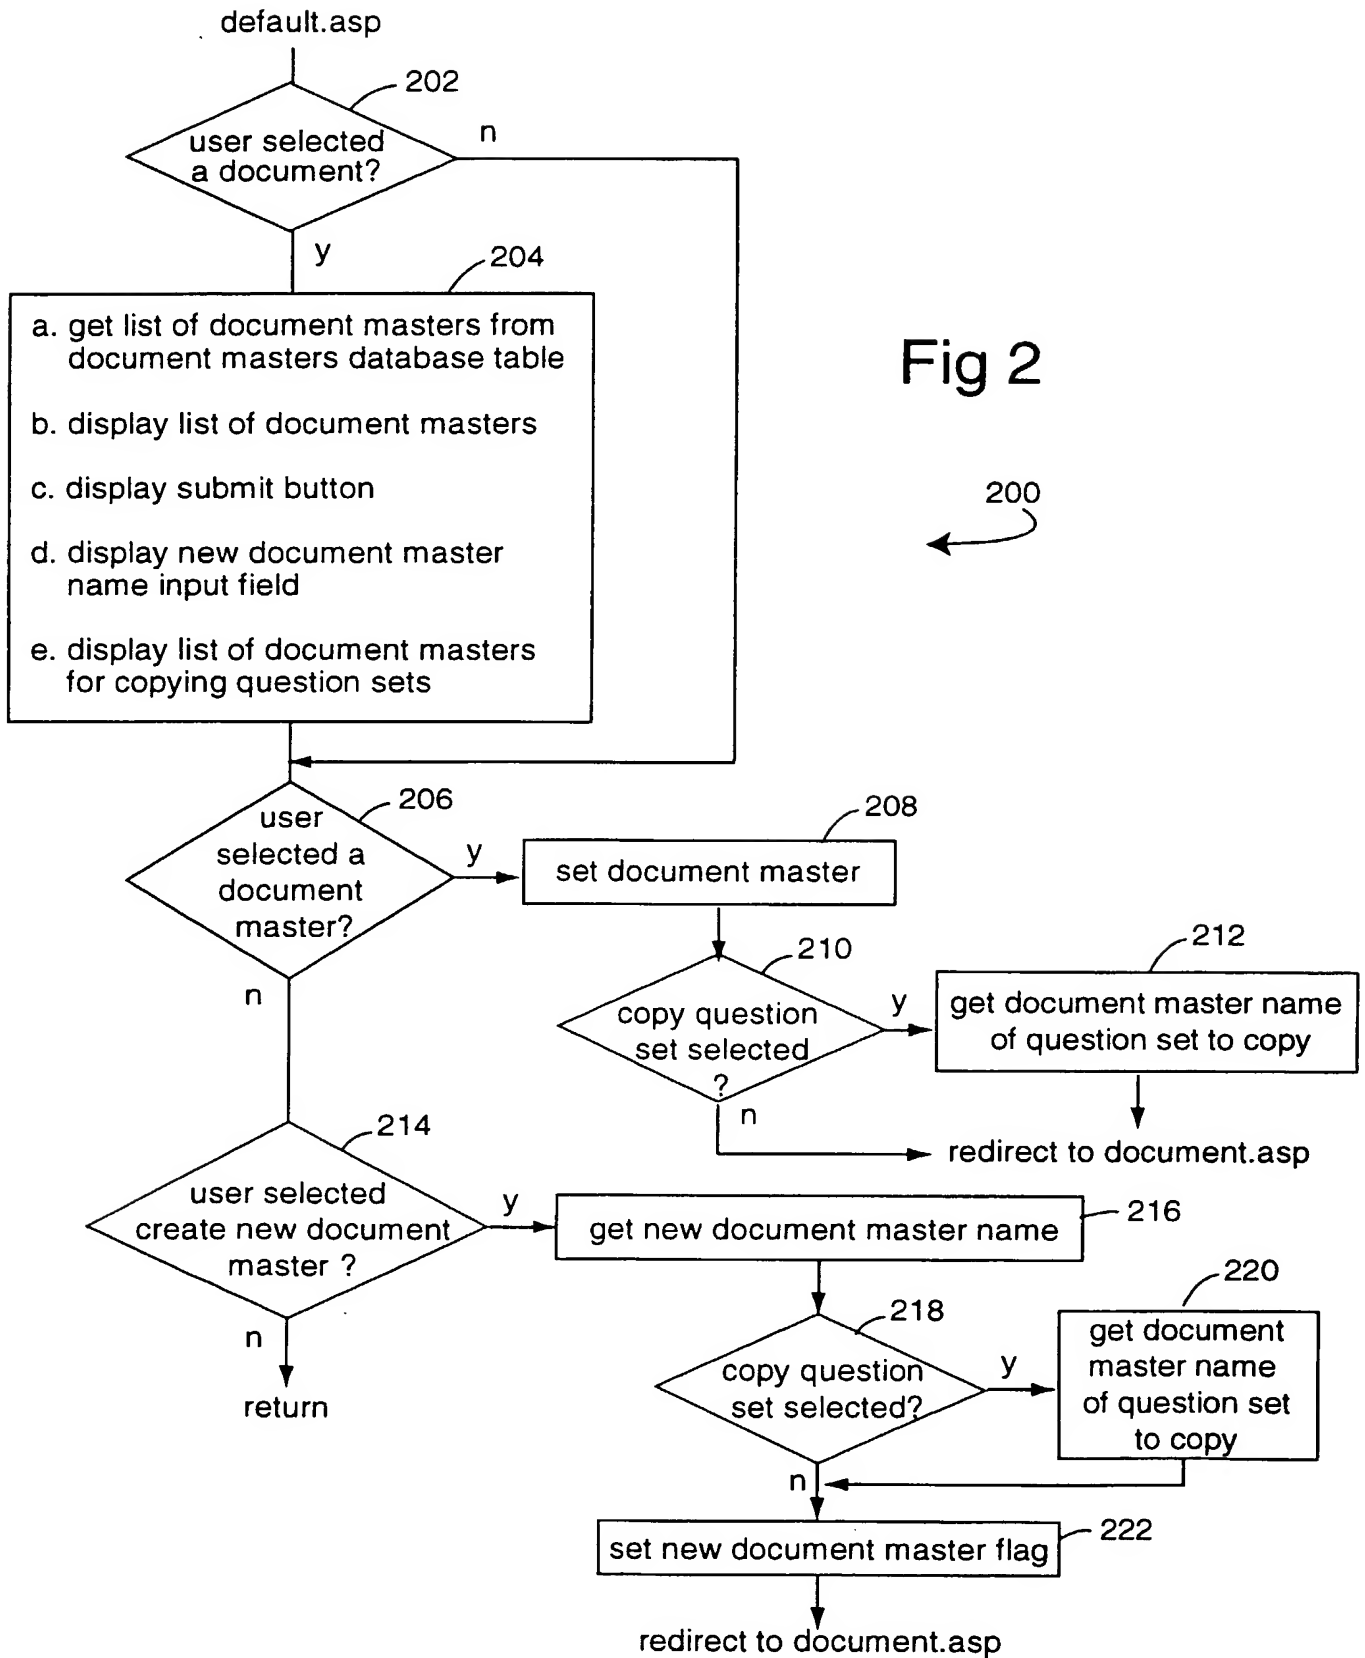 default.asp
202
user selected
a document?
n
y
204
a. get list of document masters from
document masters database table
b. display list of document masters
c. display submit button
d. display new document master
name input field
e. display list of document masters
for copying question sets
Fig 2
200
206
user
selected a
document
master?
y
n
208
set document master
210
copy question
set selected
?
y
n
212
get document master name
of question set to copy
redirect to document.asp
214
user selected
create new document
master ?
y
n
return
216
get new document master name
218
copy question
set selected?
y
n
220
get document
master name
of question set
to copy
222
set new document master flag
redirect to document.asp